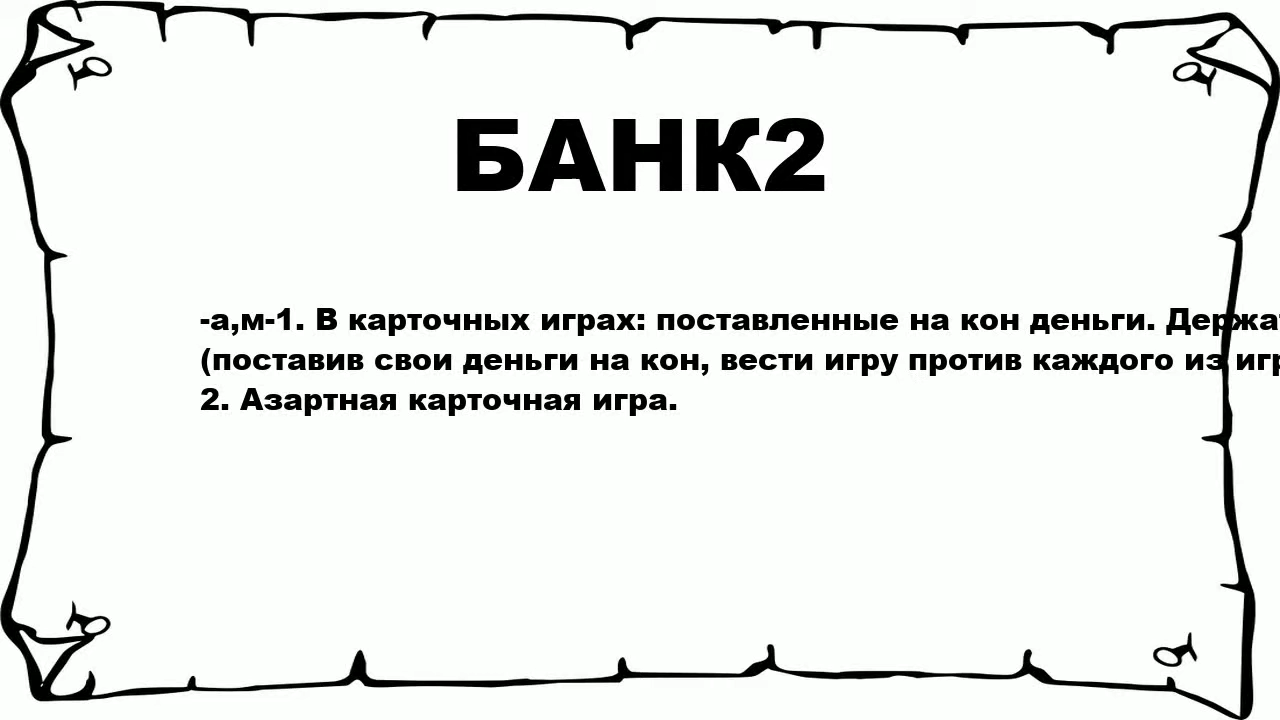 БАНК2
-а,м-1. В карточных играх: поставленные на кон деньги.
(поставив свои деньги на кон, вести игру против каждого из
2. Азартная карточная игра.